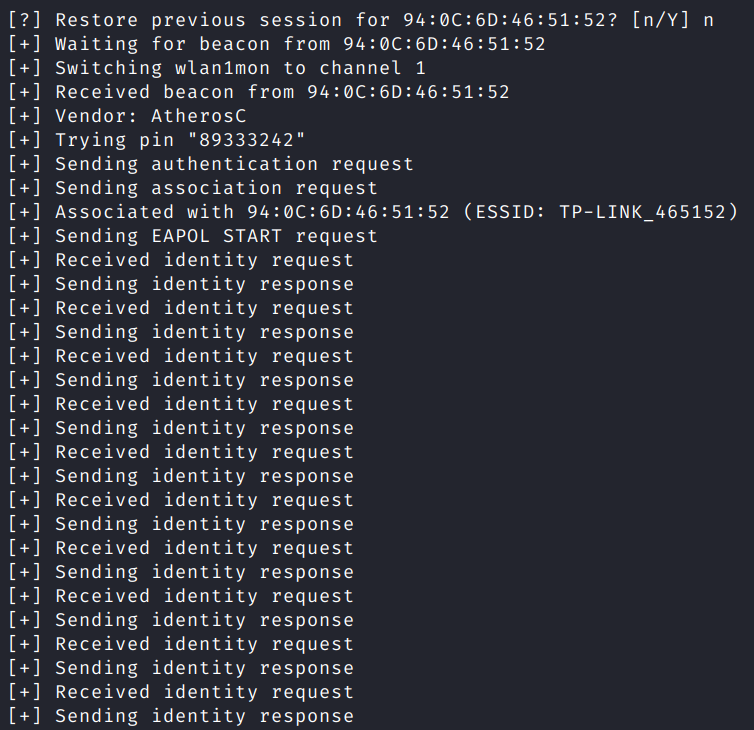 [?] Restore previous session for 94:0C:6D:46:51:52? [n/Y] n
[+] Waiting for beacon from 94:0C:6D:46:51:52
[+] Switching wlan1mon to channel 1
[+] Received beacon from 94:0C:6D:46:51:52
[+] Vendor: AtherosC
[+] Trying pin "89333242"
[+] Sending authentication request
[+] Sending association request
[+] Associated with 94:0C:6D:46:51:52 (ESSID: TP-LINK_465152)
[+] Sending EAPOL START request
[+] Received identity request
[+] Sending identity response
[+] Received identity request
[+] Sending identity response
[+] Received identity request
[+] Sending identity response
[+] Received identity request
[+] Sending identity response
[+] Received identity request
[+] Sending identity response
[+] Received identity request
[+] Sending identity response
[+] Received identity request
[+] Sending identity response
[+] Received identity request
[+] Sending identity response
[+] Received identity request
[+] Sending identity response
[+] Received identity request
[+] Sending identity response